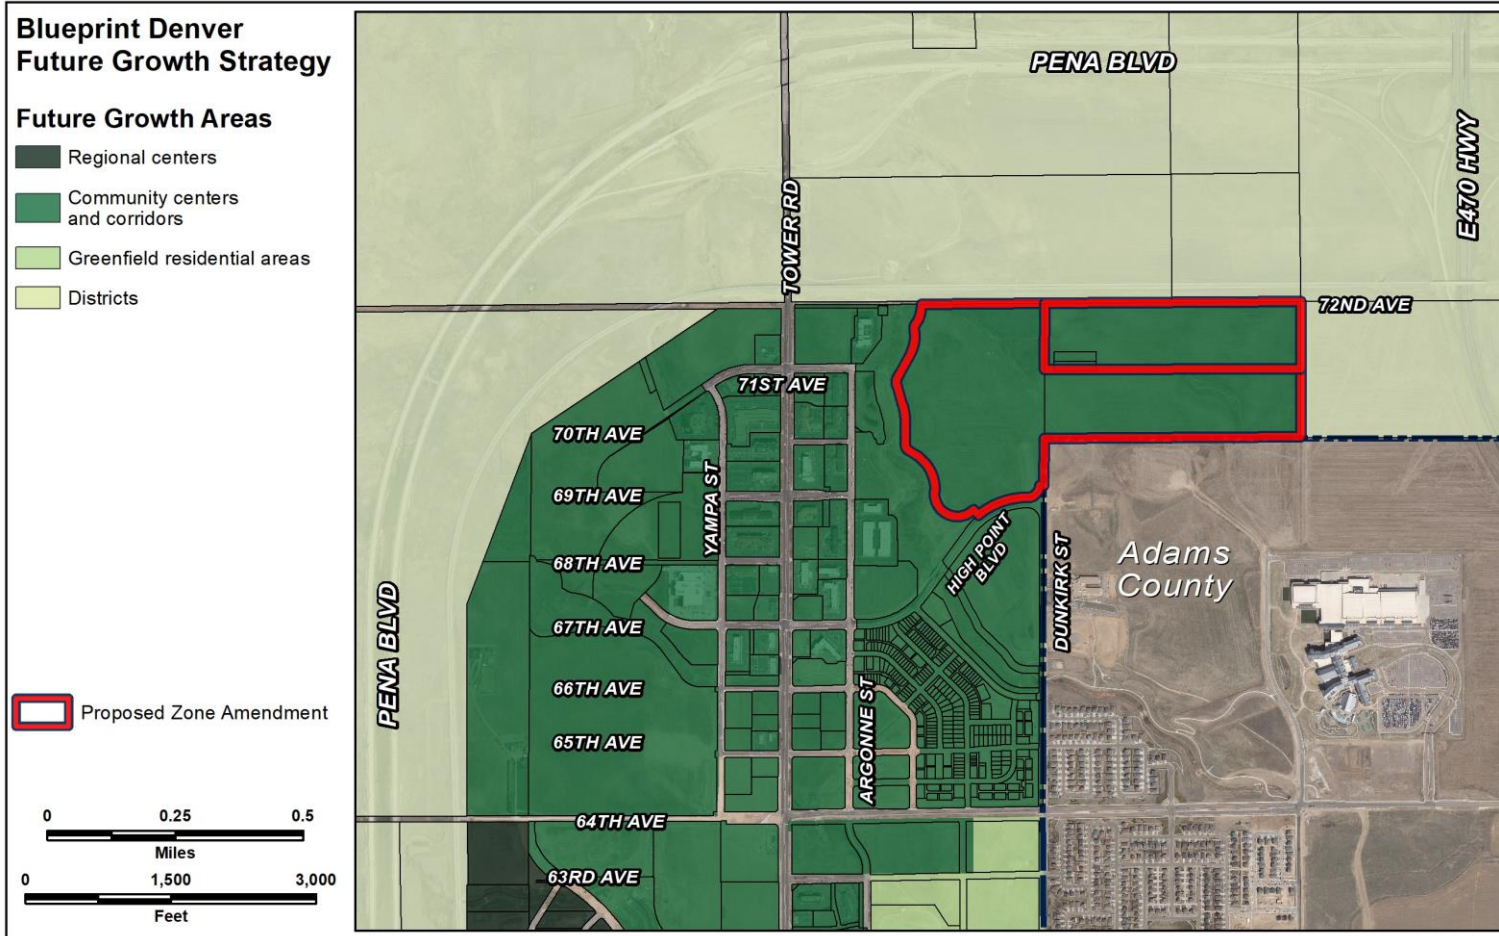 Blueprint Denver
Future Growth Strategy
Future Growth Areas
Regional centers
Community centers
and corridors
Greenfield residential areas
Districts
Proposed Zone Amendment
0 0.25 0.5
Miles
0 1,500 3,000
Feet
PENA BLVD
E470 HWY
TOWER RD
72ND AVE
71ST AVE
70TH AVE
YAMPA ST
69TH AVE
HIGH POINT
BLVD
DUNKIRK ST
Adams
County
68TH AVE
PENA BLVD
67TH AVE
66TH AVE
ARGONNE ST
65TH AVE
64TH AVE
63RD AVE